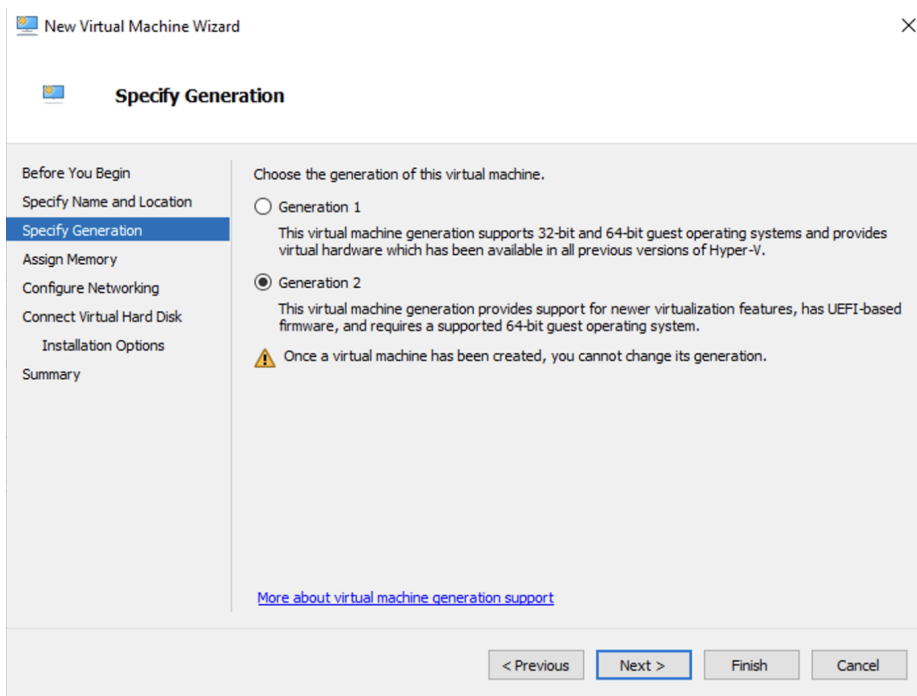 New Virtual Machine Wizard
Specify Generation
Before You Begin
Specify Name and Location
Specify Generation
Assign Memory
Configure Networking
Connect Virtual Hard Disk
Installation Options
Summary
Choose the generation of this virtual machine.
Generation 1
This virtual machine generation supports 32-bit and 64-bit guest operating systems and provides
virtual hardware which has been available in all previous versions of Hyper-V.
Generation 2
This virtual machine generation provides support for newer virtualization features, has UEFI-based
firmware, and requires a supported 64-bit guest operating system.
Once a virtual machine has been created, you cannot change its generation.
More about virtual machine generation support
< Previous
Next >
Finish
Cancel